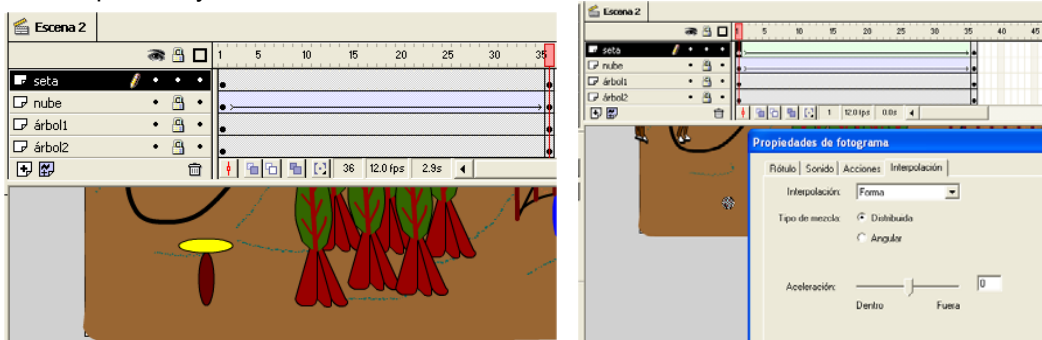 Escena 2
1 5 10 15 20 25 30 35
seta
nube
árbol1
árbol2
36 12.0 fps 2.9s
Escena 2
1 5 10 15 20 25 30 35 40 45
seta
nube
árbol1
árbol2
1 12.0 fps 0.0s
Propiedades de fotograma
Rótulo Sonido Acciones Interpolación
Interpolación: Forma
Tipo de mezcla: Distribuida
Angular
Aceleración: 0
Dentro Fuera